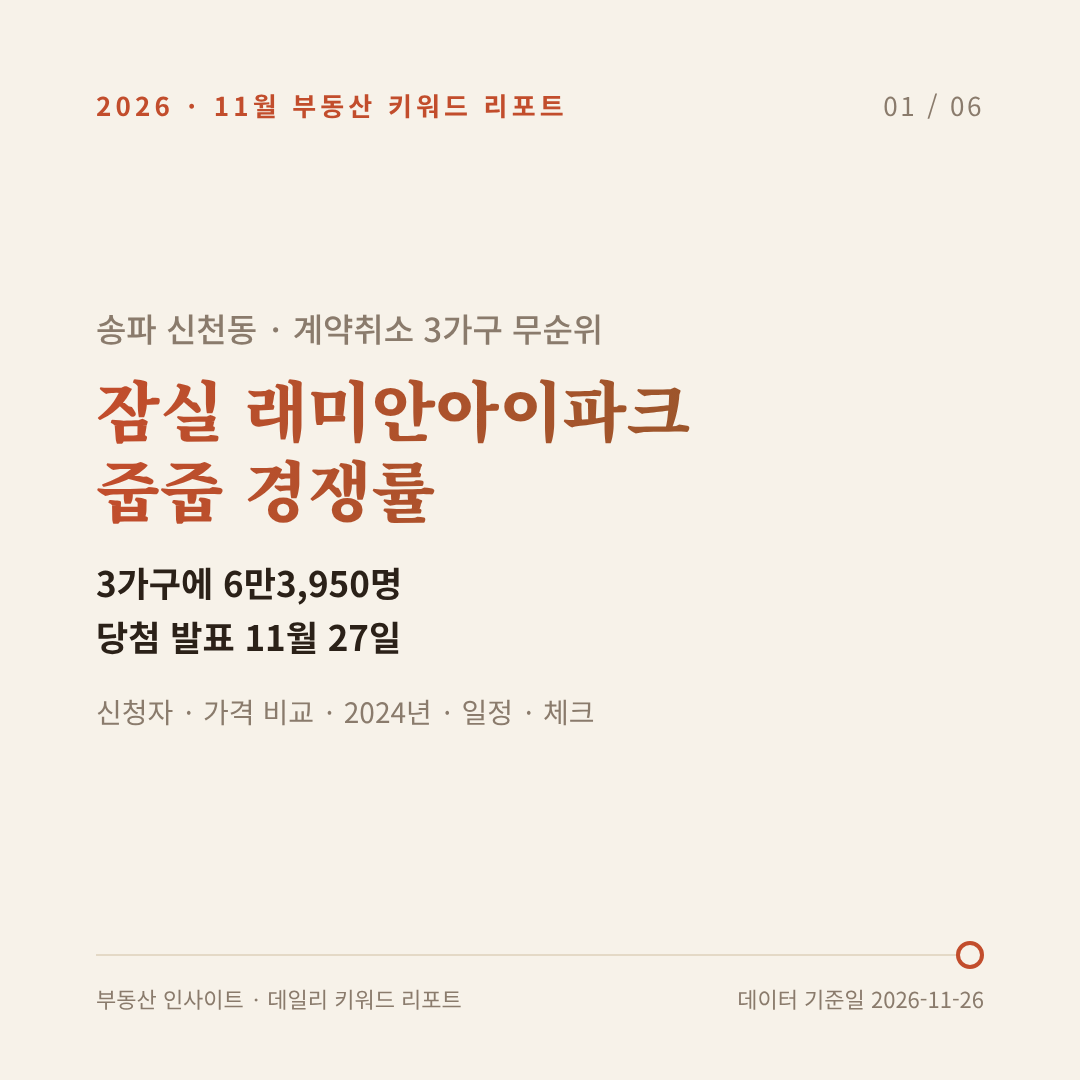 2026 · 11월 부동산 키워드 리포트
01 / 06
송파 신천동 · 계약취소 3가구 무순위
잠실 래미안아이파크
줍줍 경쟁률
3가구에 6만3,950명
당첨 발표 11월 27일
신청자 · 가격 비교 · 2024년 · 일정 · 체크
부동산 인사이트 · 데일리 키워드 리포트
데이터 기준일 2026-11-26